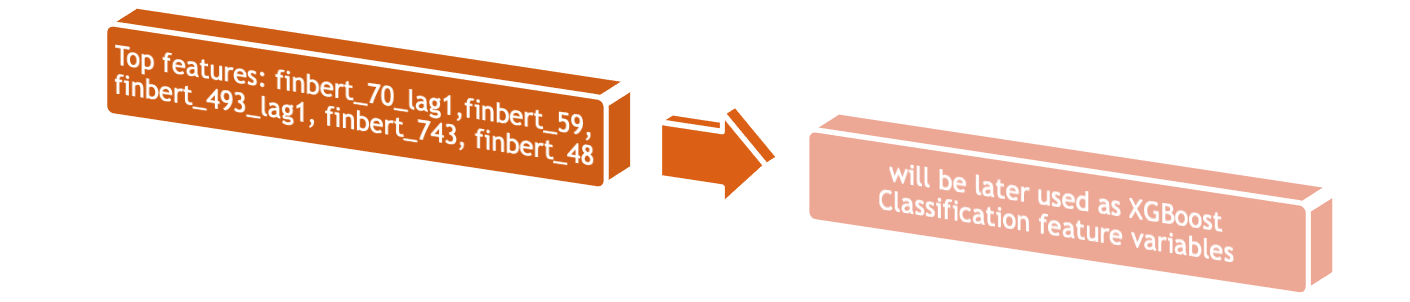 Top features: finbert_70_lag1,finbert_59,
finbert_493_lag1, finbert_743, finbert_48
will be later used as XGBoost
Classification feature variables